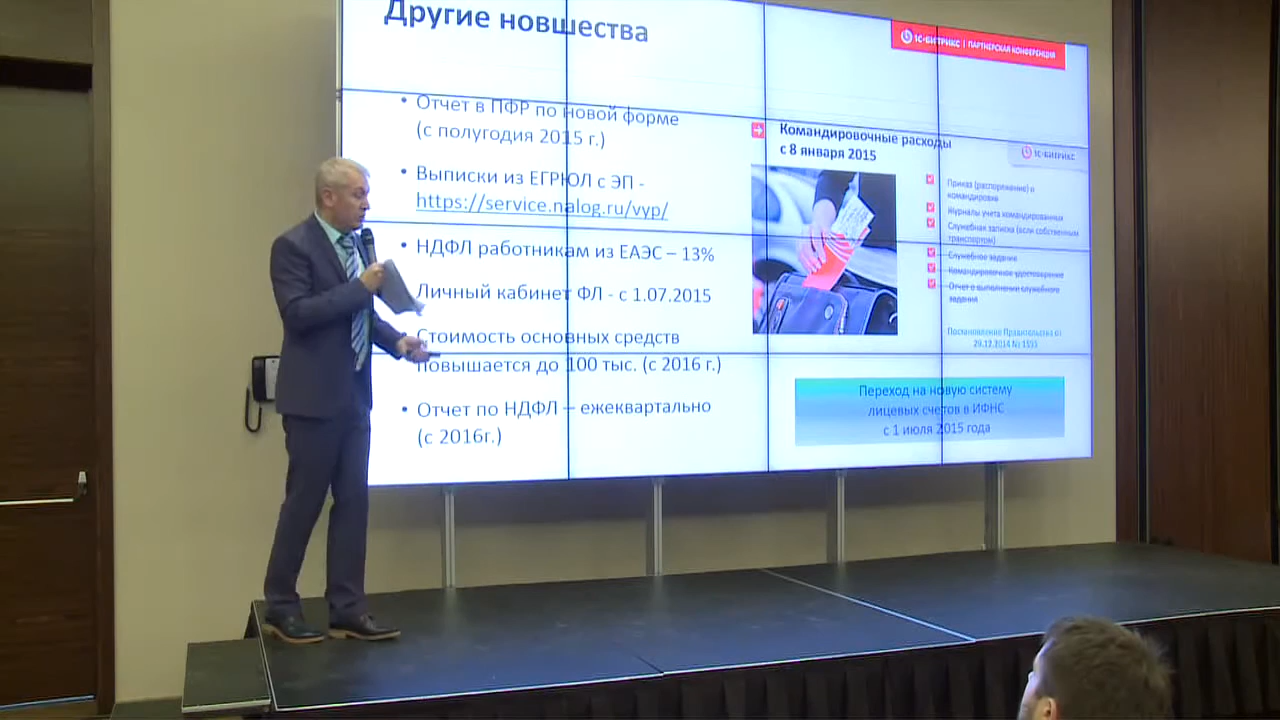 Другие новшества
1С-БИТРИКС | ПАРТНЕРСКАЯ КОНФЕРЕНЦИЯ
• Отчет в ПФР по новой форме
(с полугодия 2015 г.)
• Выписки из ЕГРЮЛ с ЭП -
https://service.nalog.ru/vyp/
• НДФЛ работникам из ЕАЭС – 13%
Личный кабинет ФЛ - с 1.07.2015
Стоимость основных средств
повышается до 100 тыс. (с 2016 г.)
• Отчет по НДФЛ – ежеквартально
(с 2016г.)
Командировочные расходы
с 8 января 2015
1С-БИТРИКС
Приказ (распоряжение) о
командировке
Журналы учета командированных
Служебная записка (если собственным
транспортом)
Служебное задание
Командировочное удостоверение
Отчет о выполнении служебного
задания
Постановление Правительства от
29.12.2014 №
Переход на новую систему
лицевых счетов в ИФНС
с 1 июля 2015 года